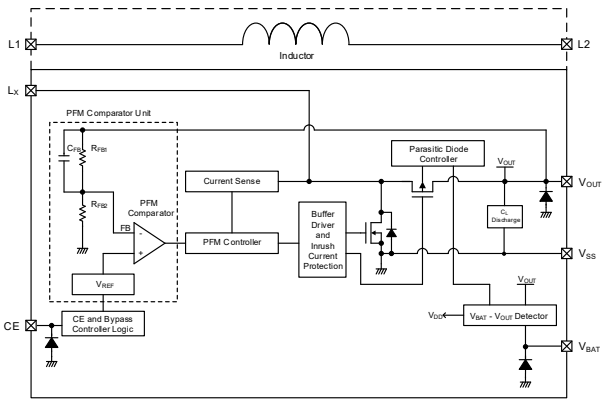 L1
L2
Inductor
LX
PFM Comparator Unit
CFB
RFB1
RFB2
FB
PFM
Comparator
-
+
VREF
CE and Bypass
Controller Logic
CE
Current Sense
PFM Controller
Buffer
Driver
and
Inrush
Current
Protection
Parasitic Diode
Controller
VOUT
VOUT
CL
Discharge
VSS
VOUT
VDD
VBAT - VOUT Detector
VBAT